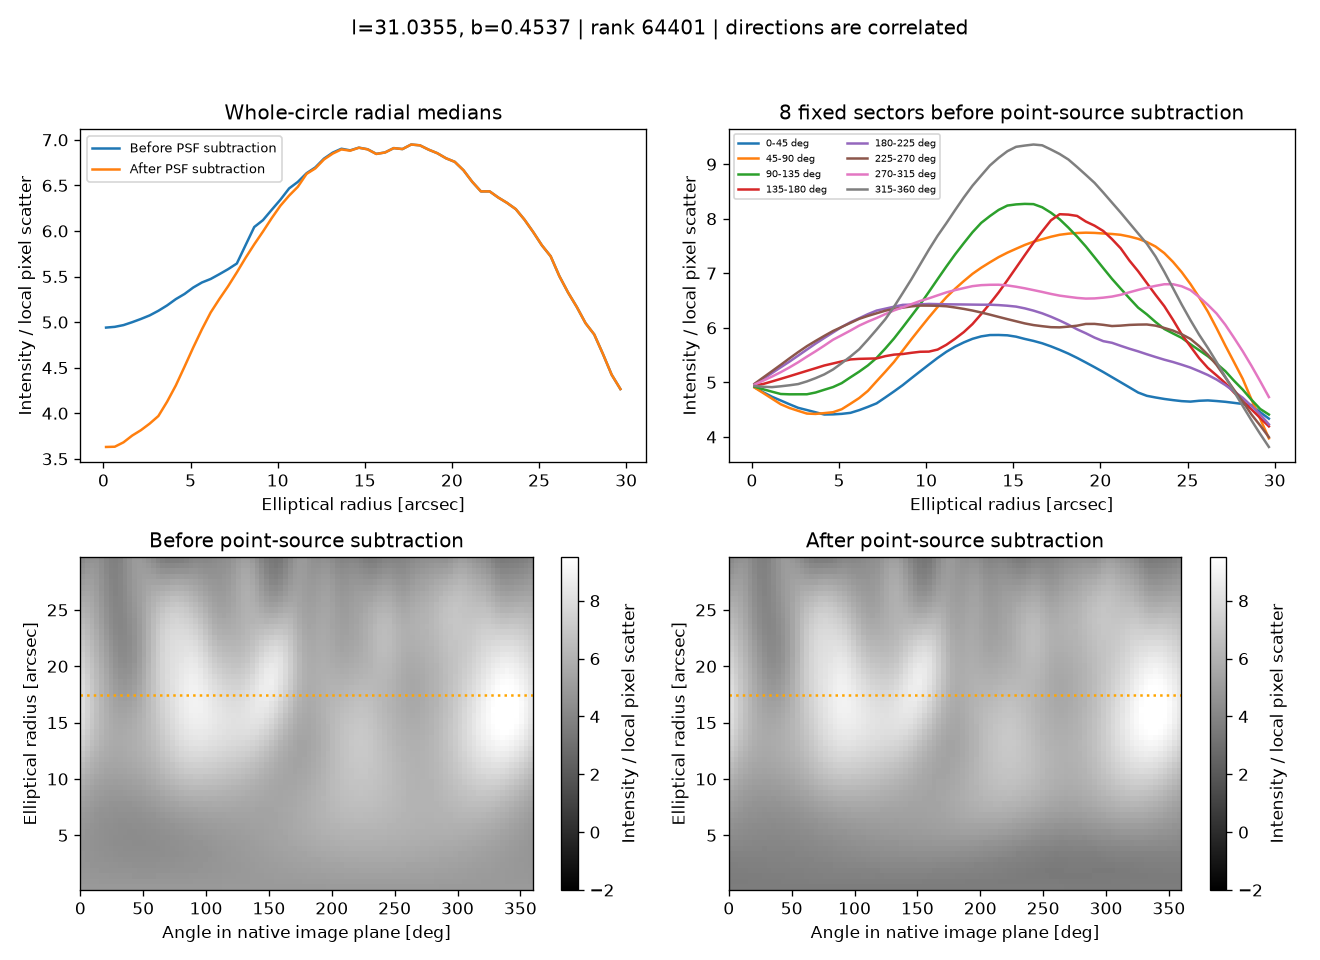 l=31.0355, b=0.4537 | rank 64401 | directions are correlated
Whole-circle radial medians
Before PSF subtraction
After PSF subtraction
7.0
6.5
6.0
5.5
5.0
4.5
4.0
3.5
Intensity / local pixel scatter
0 5 10 15 20 25 30
Elliptical radius [arcsec]
8 fixed sectors before point-source subtraction
0-45 deg
45-90 deg
90-135 deg
135-180 deg
180-225 deg
225-270 deg
270-315 deg
315-360 deg
9
8
7
6
5
4
Intensity / local pixel scatter
0 5 10 15 20 25 30
Elliptical radius [arcsec]
Before point-source subtraction
25
20
15
10
5
Elliptical radius [arcsec]
0 50 100 150 200 250 300 350
Angle in native image plane [deg]
8
6
4
2
0
−2
Intensity / local pixel scatter
After point-source subtraction
25
20
15
10
5
Elliptical radius [arcsec]
0 50 100 150 200 250 300 350
Angle in native image plane [deg]
8
6
4
2
0
−2
Intensity / local pixel scatter